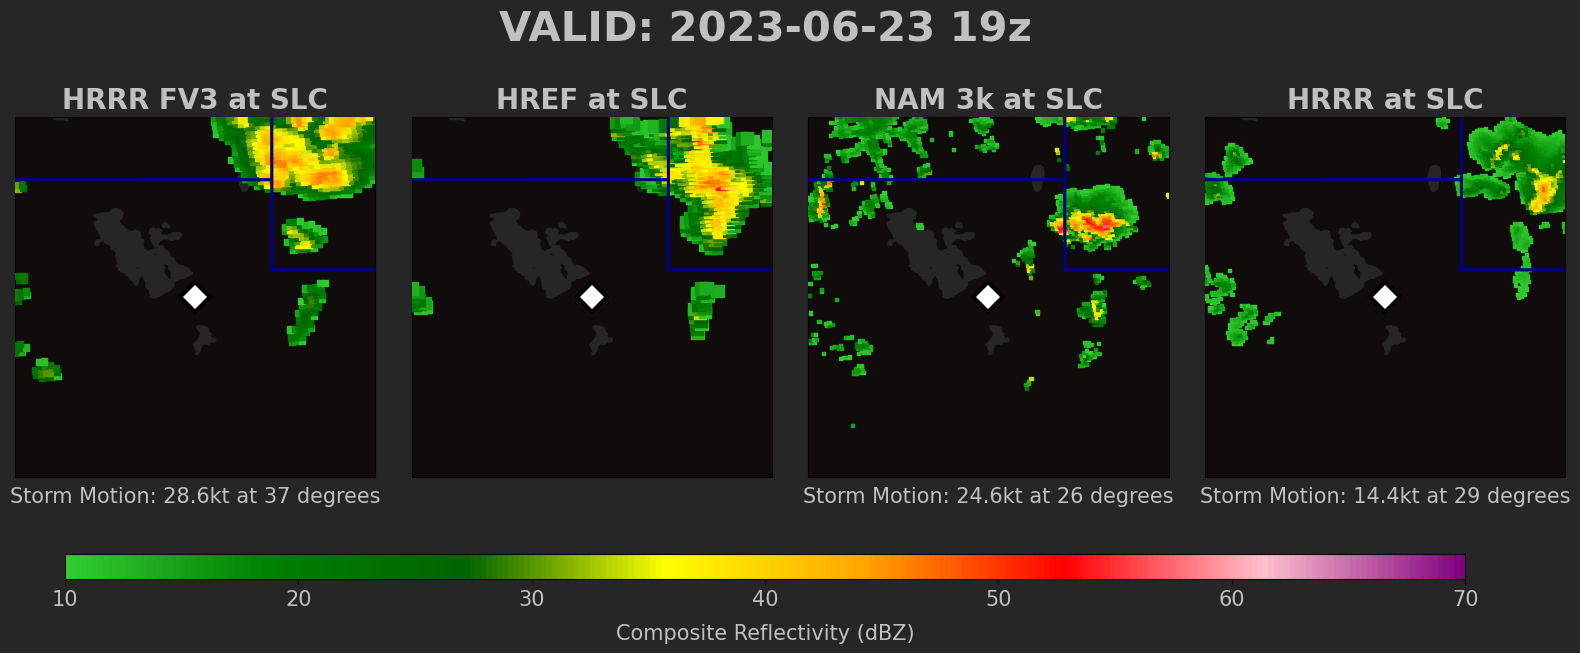 VALID: 2023-06-23 19z
HRRR FV3 at SLC
HREF at SLC
NAM 3k at SLC
HRRR at SLC
Storm Motion: 28.6kt at 37 degrees
Storm Motion: 24.6kt at 26 degrees
Storm Motion: 14.4kt at 29 degrees
10 20 30 40 50 60 70
Composite Reflectivity (dBZ)